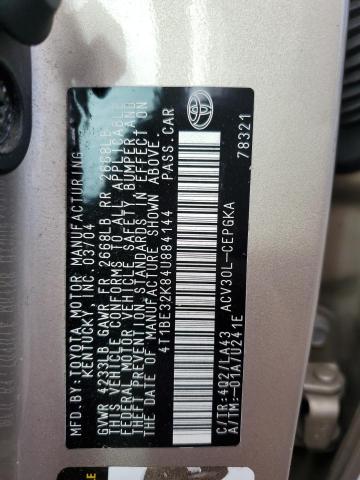 MFD.BY: TOYOTA MOTOR MANUFACTURING
KENTUCKY, INC. 03/04
GVWR 4233LB GAWR FR 2668LB RR 2668LB
THIS VEHICLE CONFORMS TO ALL APPLICABLE
FEDERAL MOTOR VEHICLE SAFETY, BUMPER, AND
THEFT PREVENTION STANDARDS IN EFFECT ON
THE DATE OF MANUFACTURE SHOWN ABOVE.
4T1BE32K84U884144 PASS.CAR
C/TR:4Q2/LA43 ACV30L-CEPGKA
A/TM:-01A/U241E 78321